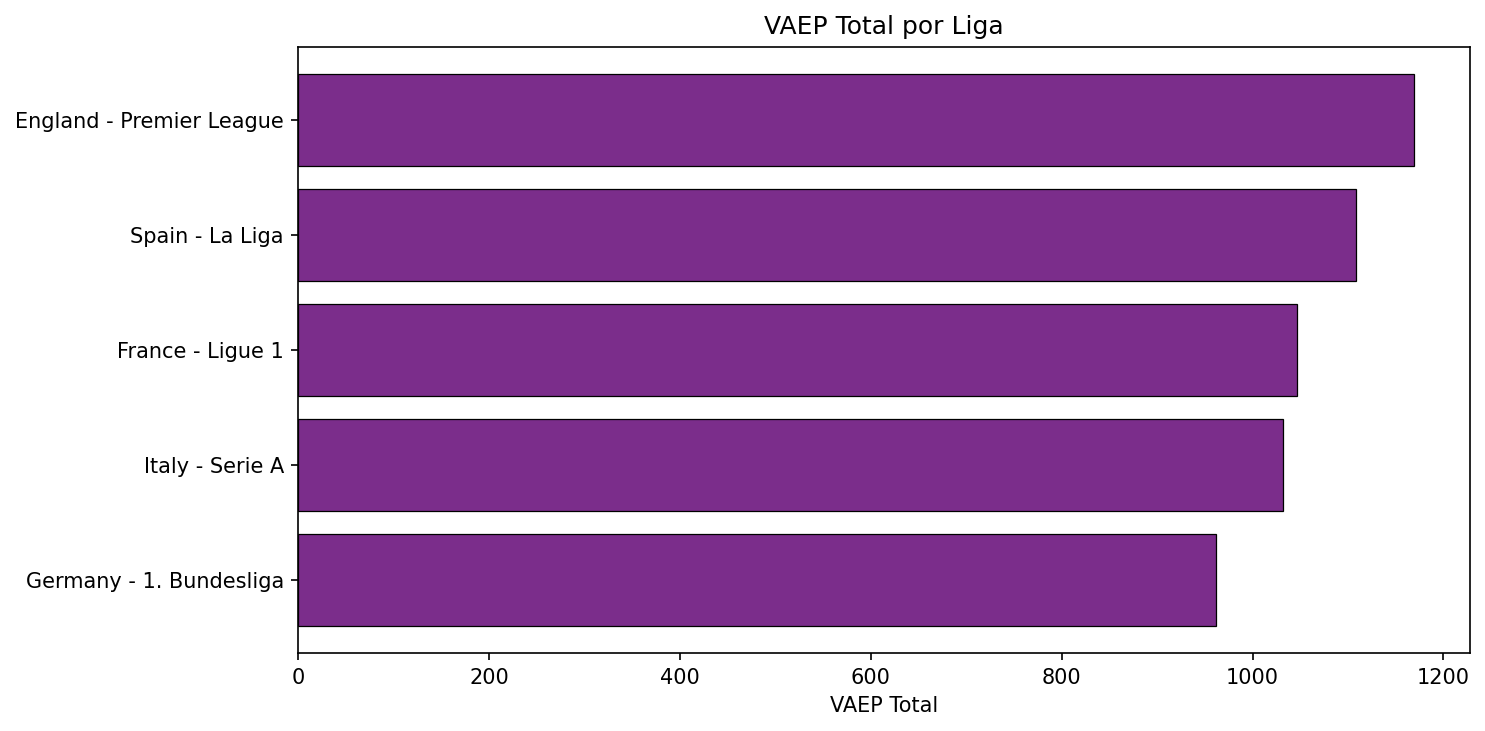 VAEP Total por Liga
England - Premier League
Spain - La Liga
France - Ligue 1
Italy - Serie A
Germany - 1. Bundesliga
0 200 400 600 800 1000 1200
VAEP Total